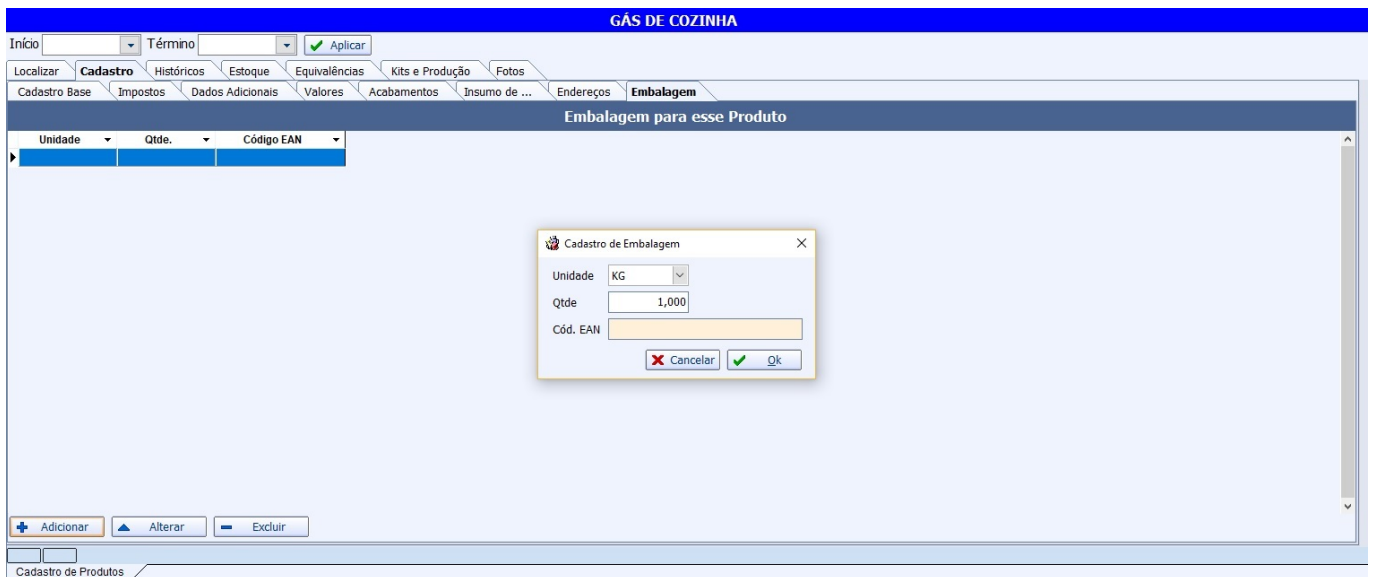 GÁS DE COZINHA
Início Término Aplicar
Localizar Cadastro Históricos Estoque Equivalências Kits e Produção Fotos
Cadastro Base Impostos Dados Adicionais Valores Acabamentos Insumo de ... Endereços Embalagem
Embalagem para esse Produto
Unidade Qtde. Código EAN
Cadastro de Embalagem
Unidade KG
Qtde 1,000
Cód. EAN
Cancelar Ok
Adicionar Alterar Excluir
Cadastro de Produtos